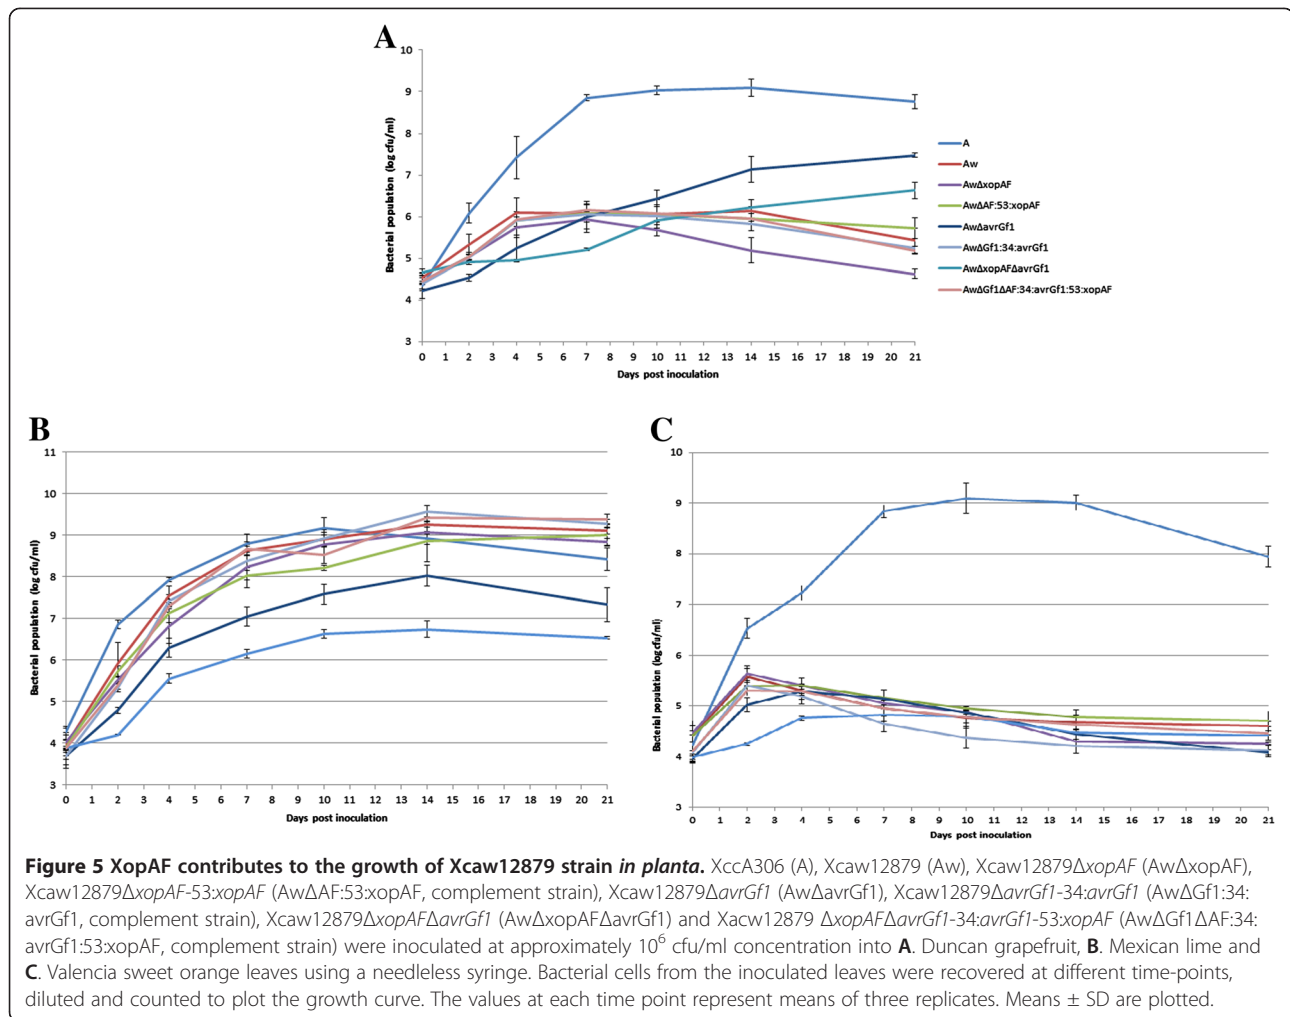 A
10
9
8
7
6
5
4
3
Bacterial population (log cfu/ml)
0 1 2 3 4 5 6 7 8 9 10 11 12 13 14 15 16 17 18 19 20 21
Days post inoculation
A
Aw
AwΔxopAF
AwΔAF:53:xopAF
AwΔavrGf1
AwΔGf1:34:avrGf1
AwΔxopAFΔavrGf1
AwΔGf1ΔAF:34:avrGf1:53:xopAF
B
11
10
9
8
7
6
5
4
3
Bacterial population (log cfu/ml)
0 1 2 3 4 5 6 7 8 9 10 11 12 13 14 15 16 17 18 19 20 21
Days post inoculation
C
10
9
8
7
6
5
4
3
Bacterial population (log cfu/ml)
0 1 2 3 4 5 6 7 8 9 10 11 12 13 14 15 16 17 18 19 20 21
Days post inoculation
Figure 5 XopAF contributes to the growth of Xcaw12879 strain in planta. XccA306 (A), Xcaw12879 (Aw), Xcaw12879ΔxopAF (AwΔxopAF),
Xcaw12879ΔxopAF-53:xopAF (AwΔAF:53:xopAF, complement strain), Xcaw12879ΔavrGf1 (AwΔavrGf1), Xcaw12879ΔavrGf1-34:avrGf1 (AwΔGf1:34:
avrGf1, complement strain), Xcaw12879ΔxopAFΔavrGf1 (AwΔxopAFΔavrGf1) and Xacw12879 ΔxopAFΔavrGf1-34:avrGf1-53:xopAF (AwΔGf1ΔAF:34:
avrGf1:53:xopAF, complement strain) were inoculated at approximately 10⁶ cfu/ml concentration into A. Duncan grapefruit, B. Mexican lime and
C. Valencia sweet orange leaves using a needleless syringe. Bacterial cells from the inoculated leaves were recovered at different time-points,
diluted and counted to plot the growth curve. The values at each time point represent means of three replicates. Means ± SD are plotted.